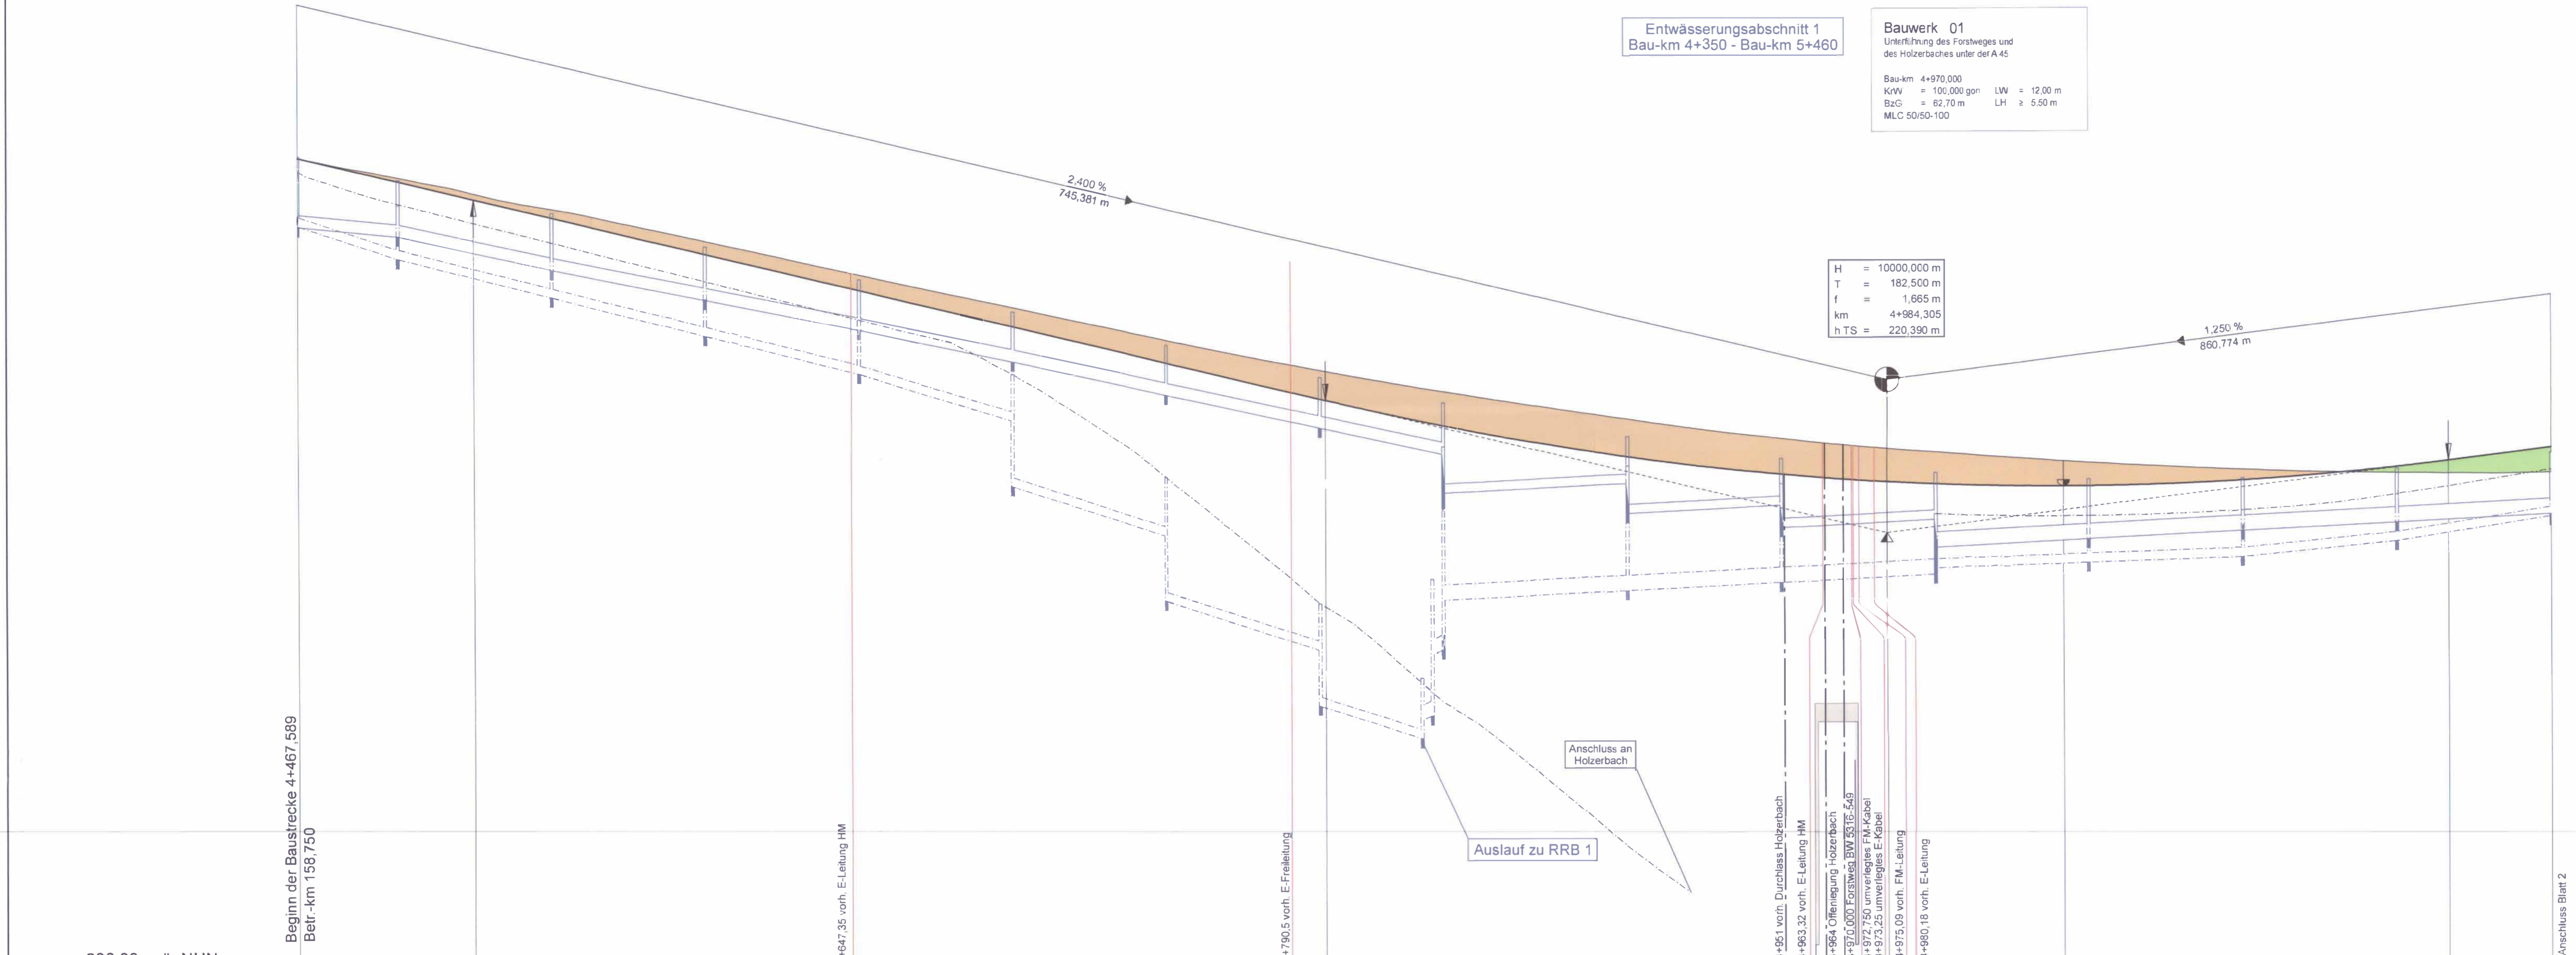 Entwässerungsabschnitt 1
Bau-km 4+350 - Bau-km 5+460
Bauwerk 01
Unterführung des Forstweges und
des Holzerbaches unter der A 45
Bau-km 4+970,000
KrW = 100,000 gon LW = 12,00 m
BzG = 62,70 m LH ≥ 5,50 m
MLC 50/50-100
2,400 %
745,381 m
H = 10000,000 m
T = 182,500 m
f = 1,665 m
km 4+984,305
h TS = 220,390 m
1,250 %
860,774 m
Anschluss an
Holzerbach
Auslauf zu RRB 1
Beginn der Baustrecke 4+467,589
Betr.-km 158,750
+647,35 vorh. E-Leitung HM
+790,5 vorh. E-Freileitung
+951 vorh. Durchlass Holzerbach
+963,32 vorh. E-Leitung HM
+964 Offenlegung Holzerbach
+970,000 Forstweg BW 5316-549
+972,750 umverlegtes FM-Kabel
+973,25 umverlegtes E-Kabel
+975,09 vorh. FM-Leitung
+980,18 vorh. E-Leitung
Anschluss Blatt 2